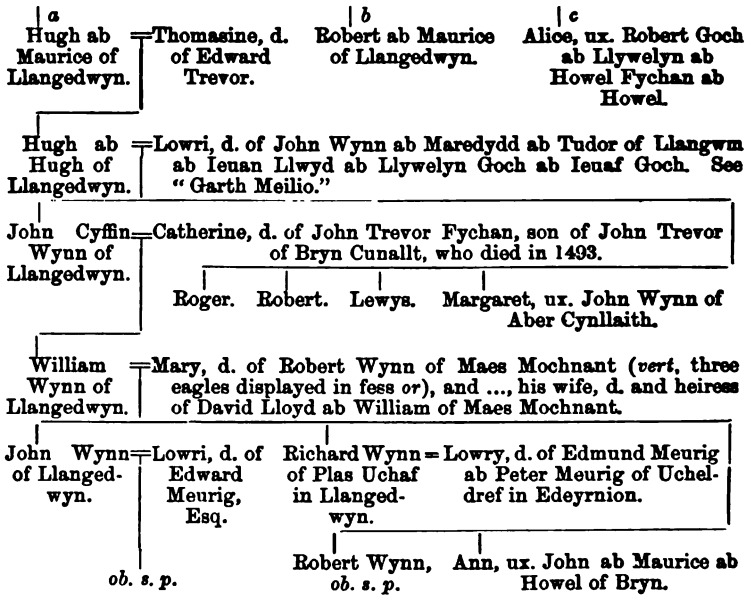 a b c
Hugh ab = Thomasine, d. Robert ab Maurice Alice, ux. Robert Goch
Maurice of of Edward of Llangedwyn. ab Llywelyn ab
Llangedwyn. Trevor. Howel Fychan ab
Howel.
Hugh ab = Lowri, d. of John Wynn ab Maredydd ab Tudor of Llangwm
Hugh of ab Ieuan Llwyd ab Llywelyn Goch ab Ieuaf Goch. See
Llangedwyn. "Garth Meilio."
John Cyffin = Catherine, d. of John Trevor Fychan, son of John Trevor
Wynn of of Bryn Cunallt, who died in 1493.
Llangedwyn.
Roger. Robert. Lewys. Margaret, ux. John Wynn of
Aber Cynllaith.
William = Mary, d. of Robert Wynn of Maes Mochnant (vert, three
Wynn of eagles displayed in fess or), and ..., his wife, d. and heiress
Llangedwyn. of David Lloyd ab William of Maes Mochnant.
John Wynn = Lowri, d. of Richard Wynn = Lowry, d. of Edmund Meurig
of Llanged- Edward of Plas Uchaf ab Peter Meurig of Uchel-
wyn. Meurig, in Llanged- dref in Edeyrnion.
Esq. wyn.
Robert Wynn, Ann, ux. John ab Maurice ab
ob. s. p. ob. s. p. Howel of Bryn.